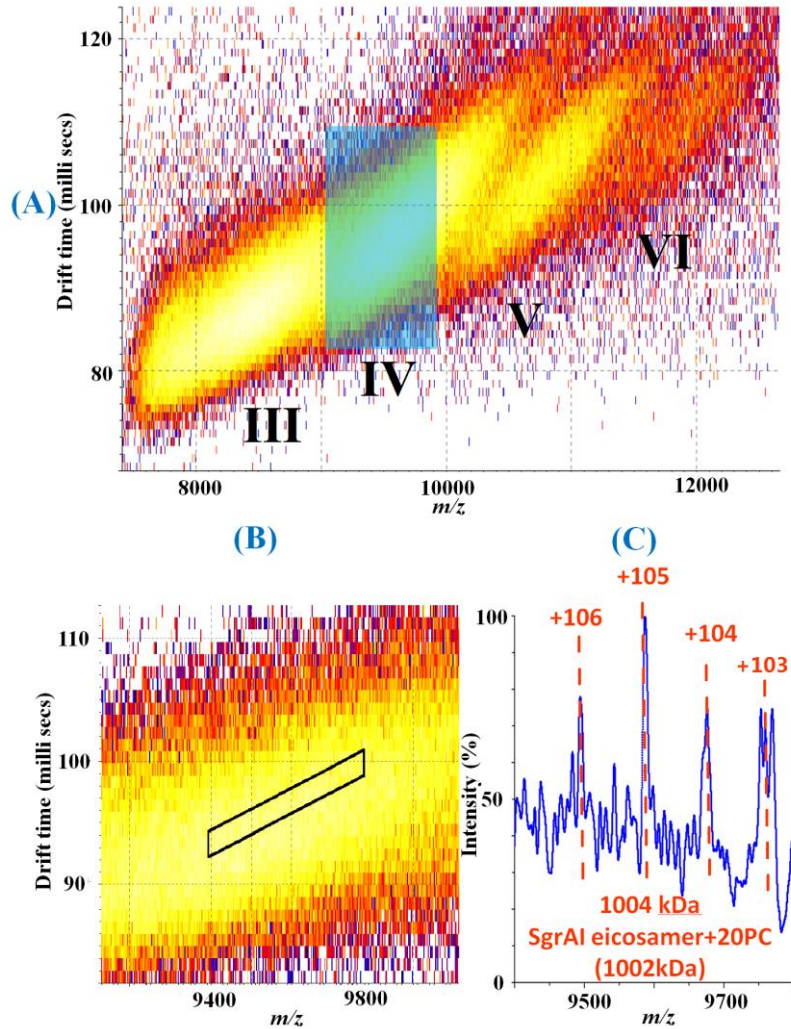 120
(A)
Drift time (milli secs)
100
80
III
IV
V
VI
8000
10000
12000
m/z
(B)
(C)
Drift time (milli secs)
110
100
90
9400
9800
m/z
Intensity (%)
100
50
0
+106
+105
+104
+103
1004 kDa
SgrAI eicosamer+20PC
(1002kDa)
9500
9700
m/z